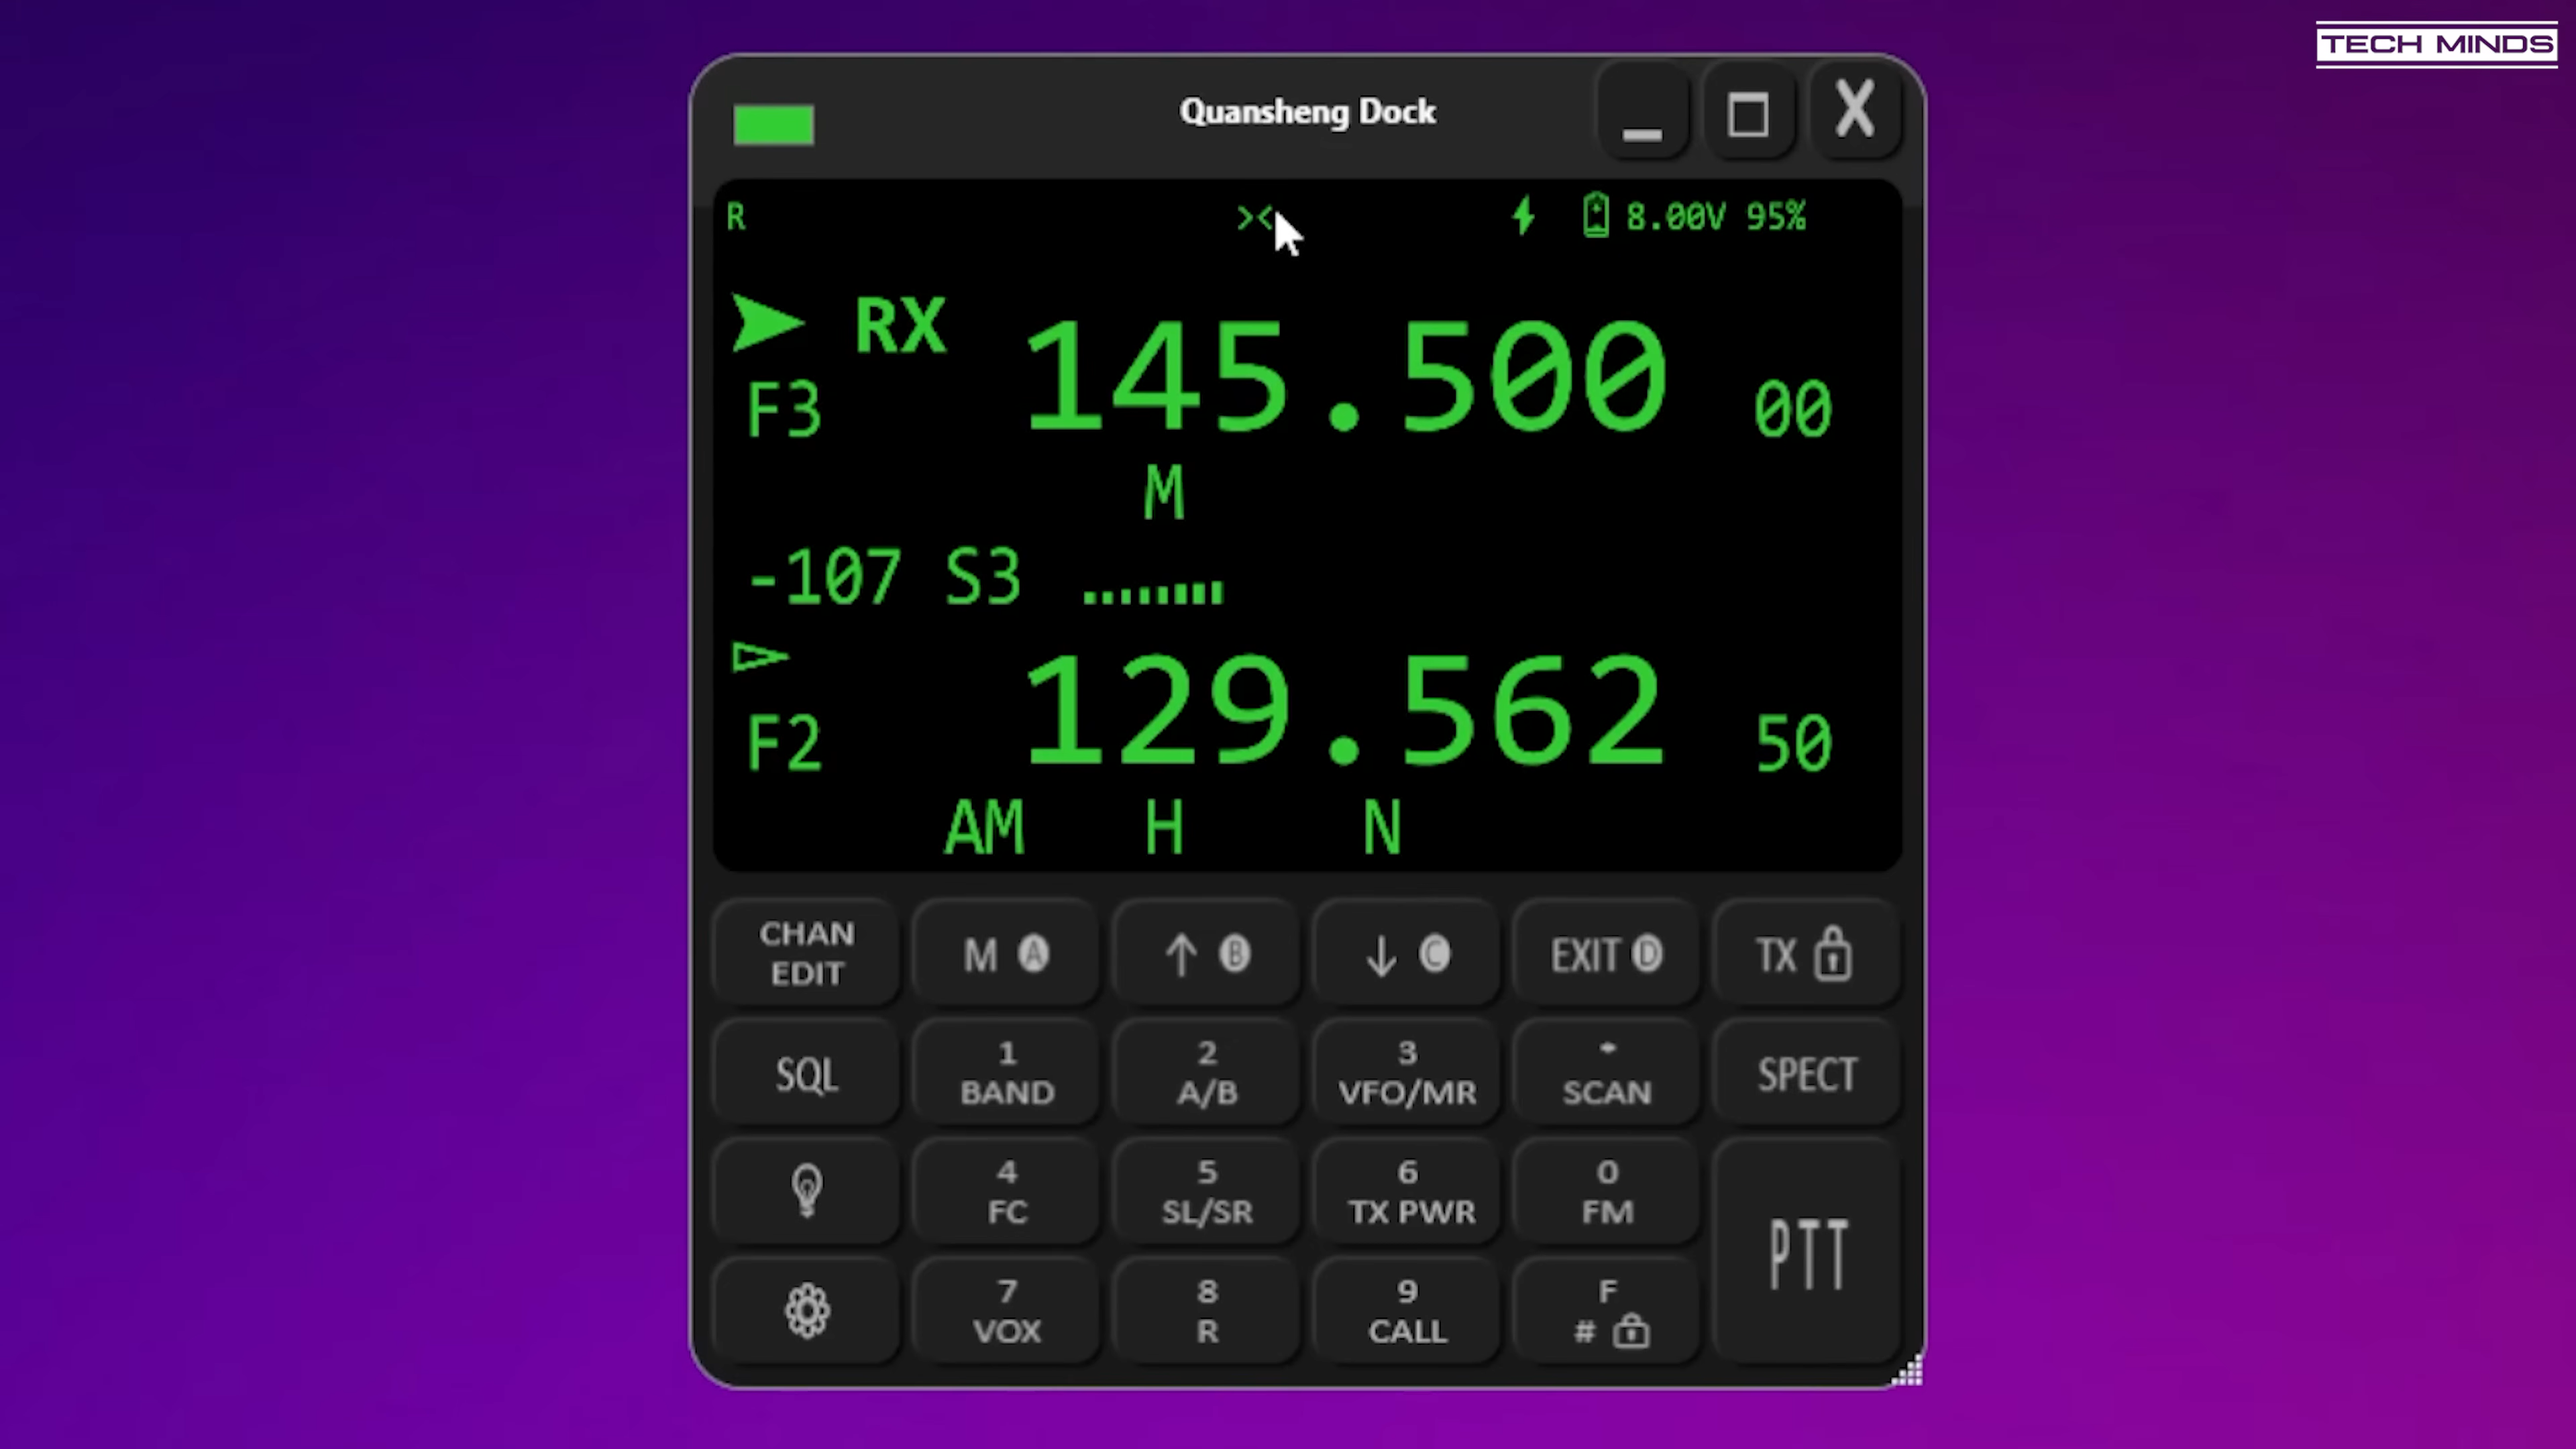 TECH MINDS
Quansheng Dock
X
R >< 8.00V 95%
RX 145.500 00
F3
M
-107 S3
129.562 50
F2
AM H N
CHAN EDIT
M A
↑ B
↓ C
EXIT D
TX
SQL
1 BAND
2 A/B
3 VFO/MR
* SCAN
SPECT
4 FC
5 SL/SR
6 TX PWR
0 FM
PTT
7 VOX
8 R
9 CALL
F #